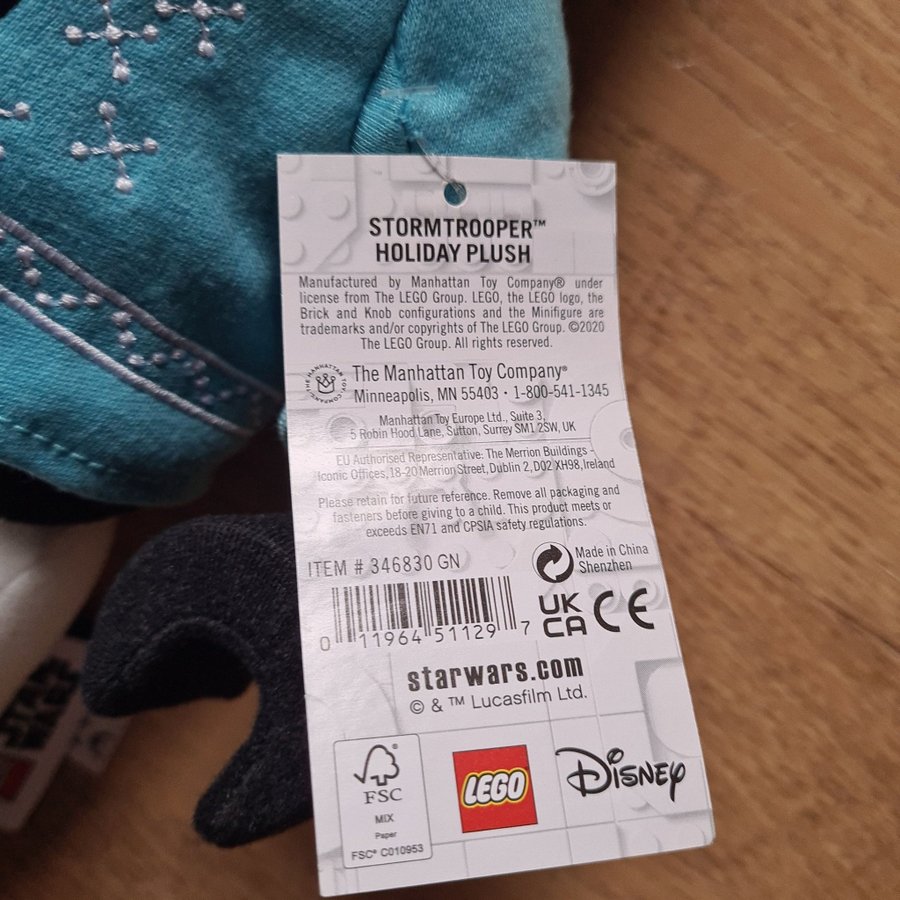 STORMTROOPER™
HOLIDAY PLUSH
Manufactured by Manhattan Toy Company® under
license from The LEGO Group. LEGO, the LEGO logo, the
Brick and Knob configurations and the Minifigure are
trademarks and/or copyrights of The LEGO Group. ©2020
The LEGO Group. All rights reserved.
THE MANHATTAN TOY COMPANY
The Manhattan Toy Company®
Minneapolis, MN 55403 • 1-800-541-1345
Manhattan Toy Europe Ltd., Suite 3,
5 Robin Hood Lane, Sutton, Surrey SM1 2SW, UK
EU Authorised Representative: The Merrion Buildings -
Iconic Offices, 18-20 Merrion Street, Dublin 2, D02 XH98, Ireland
Please retain for future reference. Remove all packaging and
fasteners before giving to a child. This product meets or
exceeds EN71 and CPSIA safety regulations.
ITEM # 346830 GN
Made in China
Shenzhen
0 11964 51129 7
UK
CA CE
starwars.com
© & ™ Lucasfilm Ltd.
FSC
MIX
Paper
FSC® C010953
LEGO
Disney
STAR
WARS